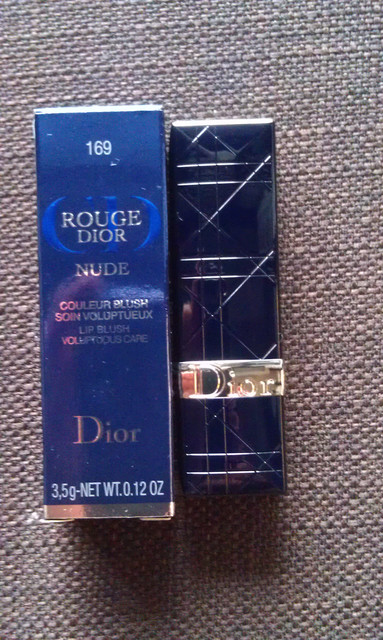 169
ROUGE
DIOR
NUDE
COULEUR BLUSH
SOIN VOLUPTUEUX
LIP BLUSH
VOLUPTUOUS CARE
Dior
3,5g-NET WT.0.12 OZ
Dior